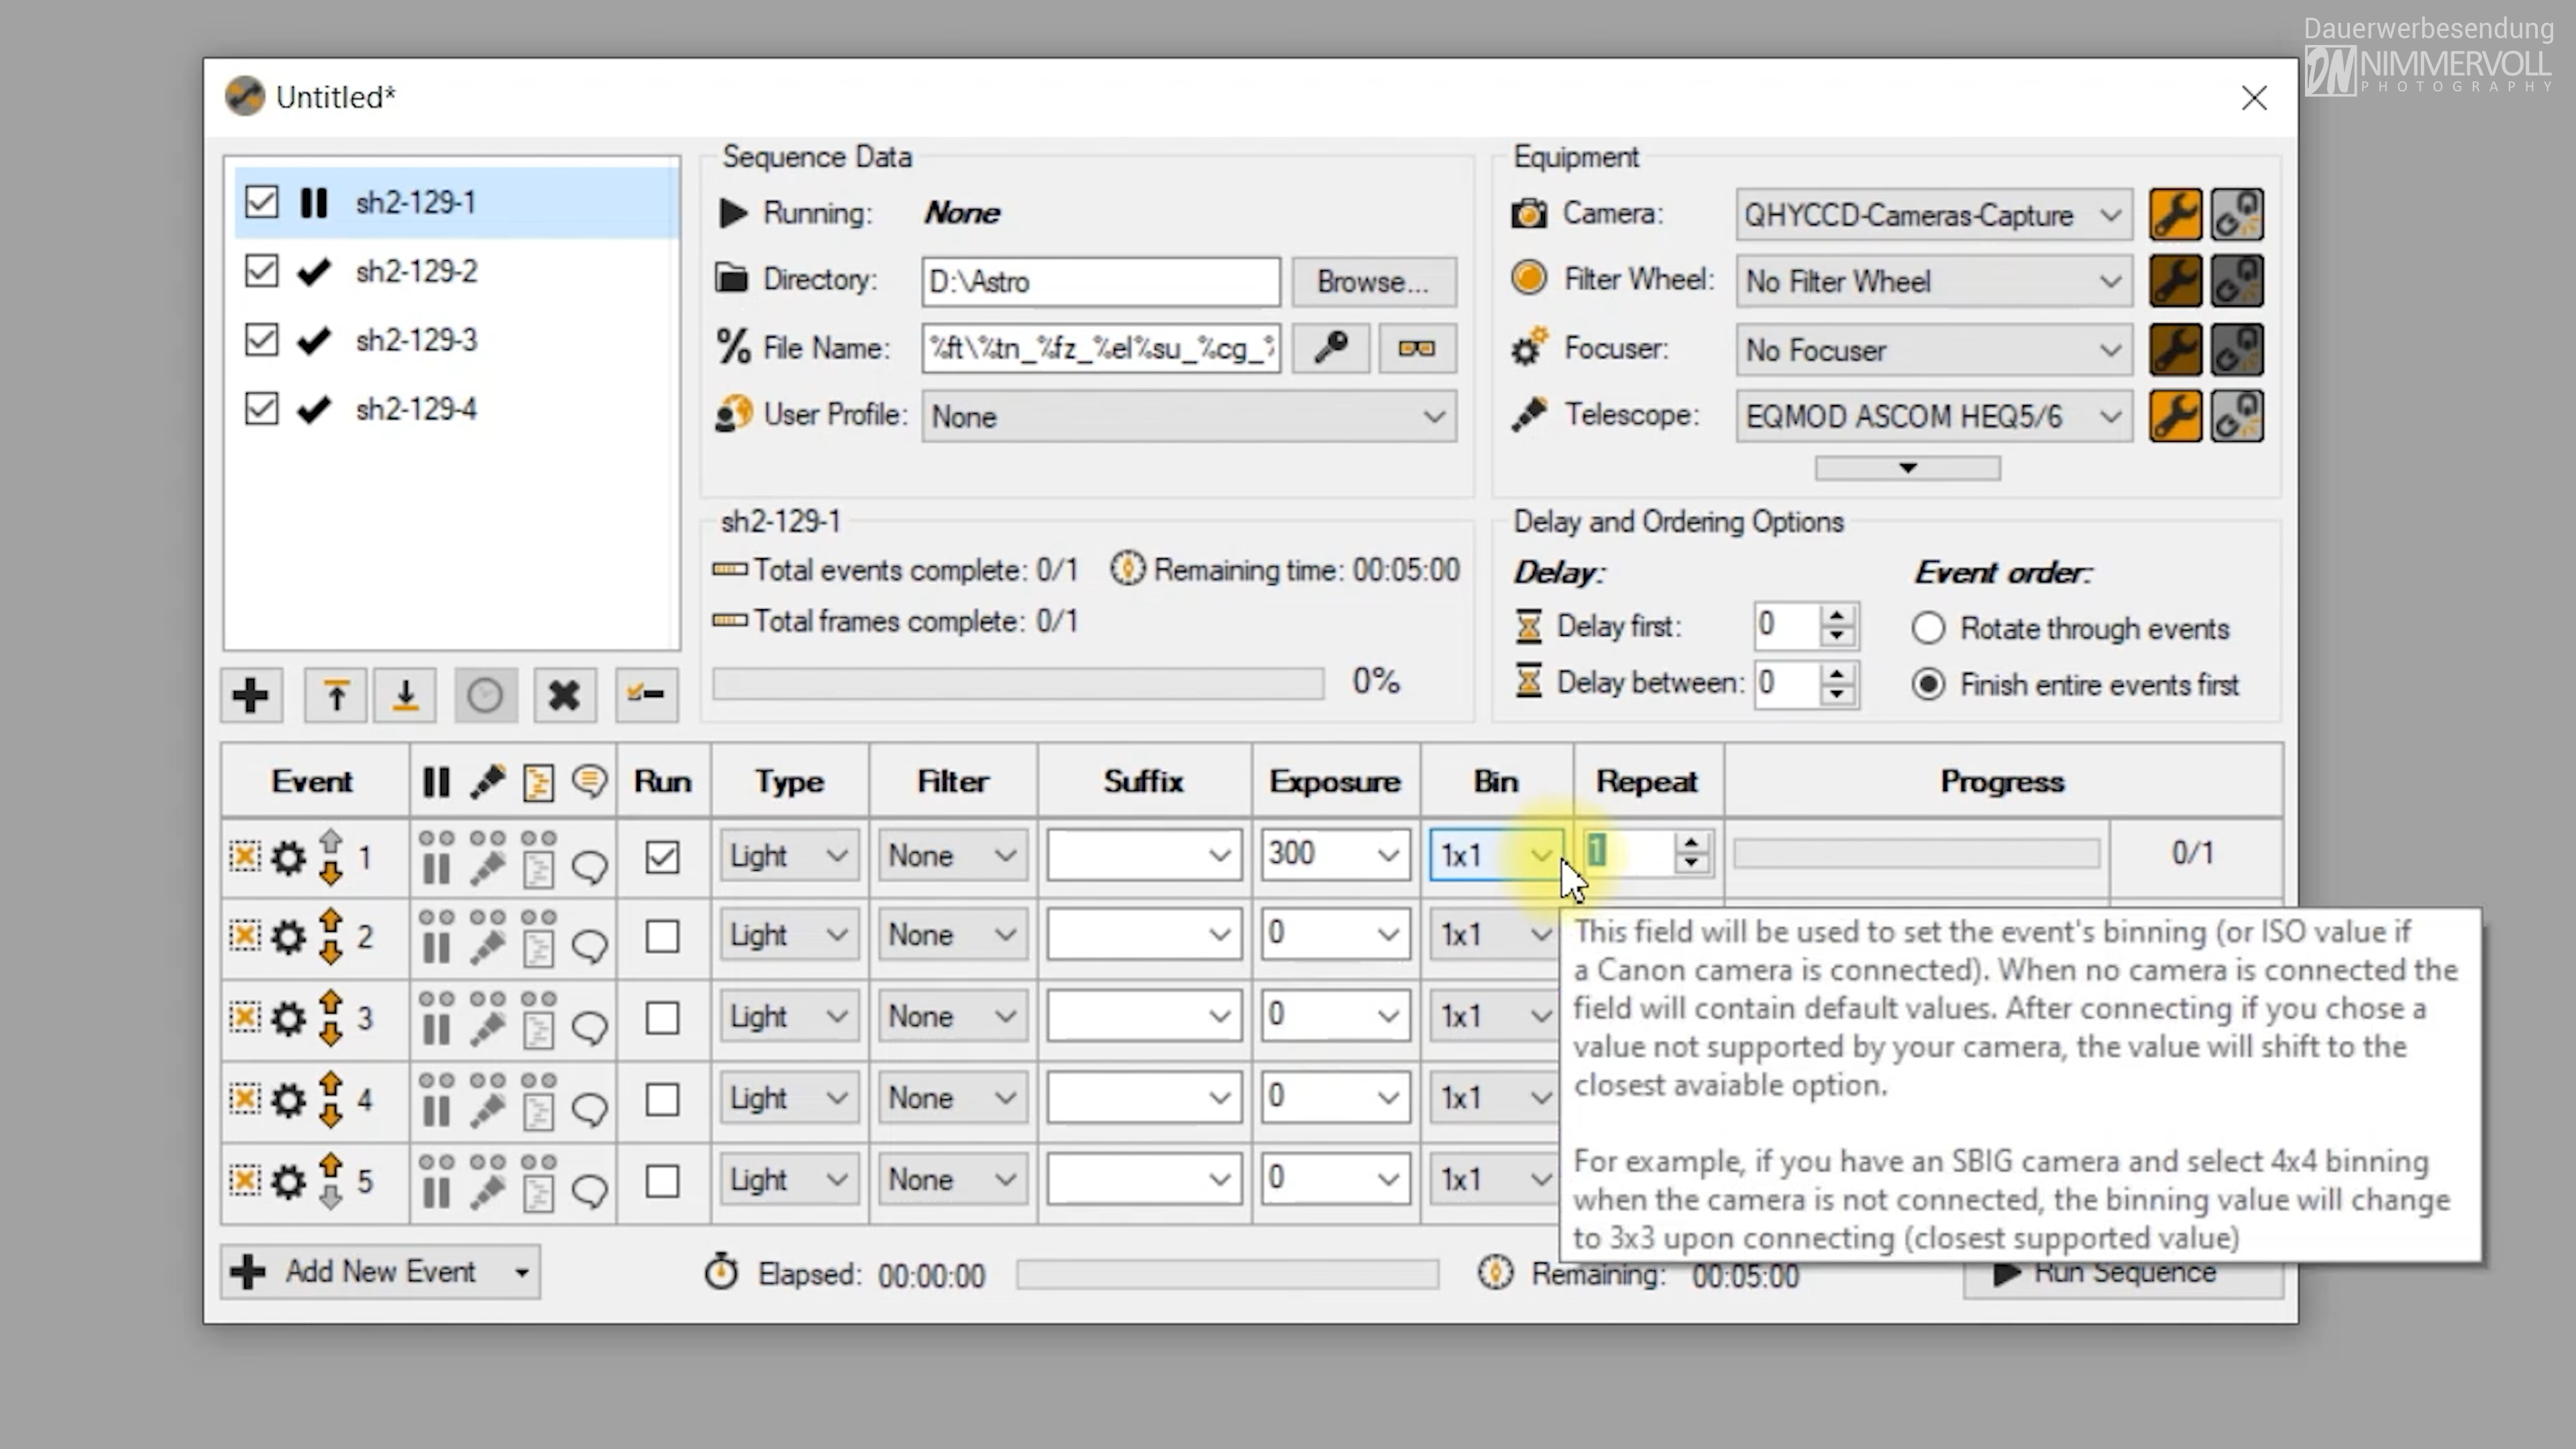 Dauerwerbesendung
DN NIMMERVOLL
PHOTOGRAPHY
Untitled*
sh2-129-1
sh2-129-2
sh2-129-3
sh2-129-4
Sequence Data
Running: None
Directory: D:\Astro Browse...
% File Name: %ft\%tn_%fz_%el%su_%cg_%
User Profile: None
Equipment
Camera: QHYCCD-Cameras-Capture
Filter Wheel: No Filter Wheel
Focuser: No Focuser
Telescope: EQMOD ASCOM HEQ5/6
sh2-129-1
Total events complete: 0/1 Remaining time: 00:05:00
Total frames complete: 0/1
0%
Delay and Ordering Options
Delay: Event order:
Delay first: 0 Rotate through events
Delay between: 0 Finish entire events first
Event Run Type Filter Suffix Exposure Bin Repeat Progress
1 Light None 300 1x1 1 0/1
2 Light None 0 1x1
3 Light None 0 1x1
4 Light None 0 1x1
5 Light None 0 1x1
This field will be used to set the event's binning (or ISO value if
a Canon camera is connected). When no camera is connected the
field will contain default values. After connecting if you chose a
value not supported by your camera, the value will shift to the
closest avaiable option.
For example, if you have an SBIG camera and select 4x4 binning
when the camera is not connected, the binning value will change
to 3x3 upon connecting (closest supported value)
Add New Event Elapsed: 00:00:00 Remaining: 00:05:00 Run Sequence